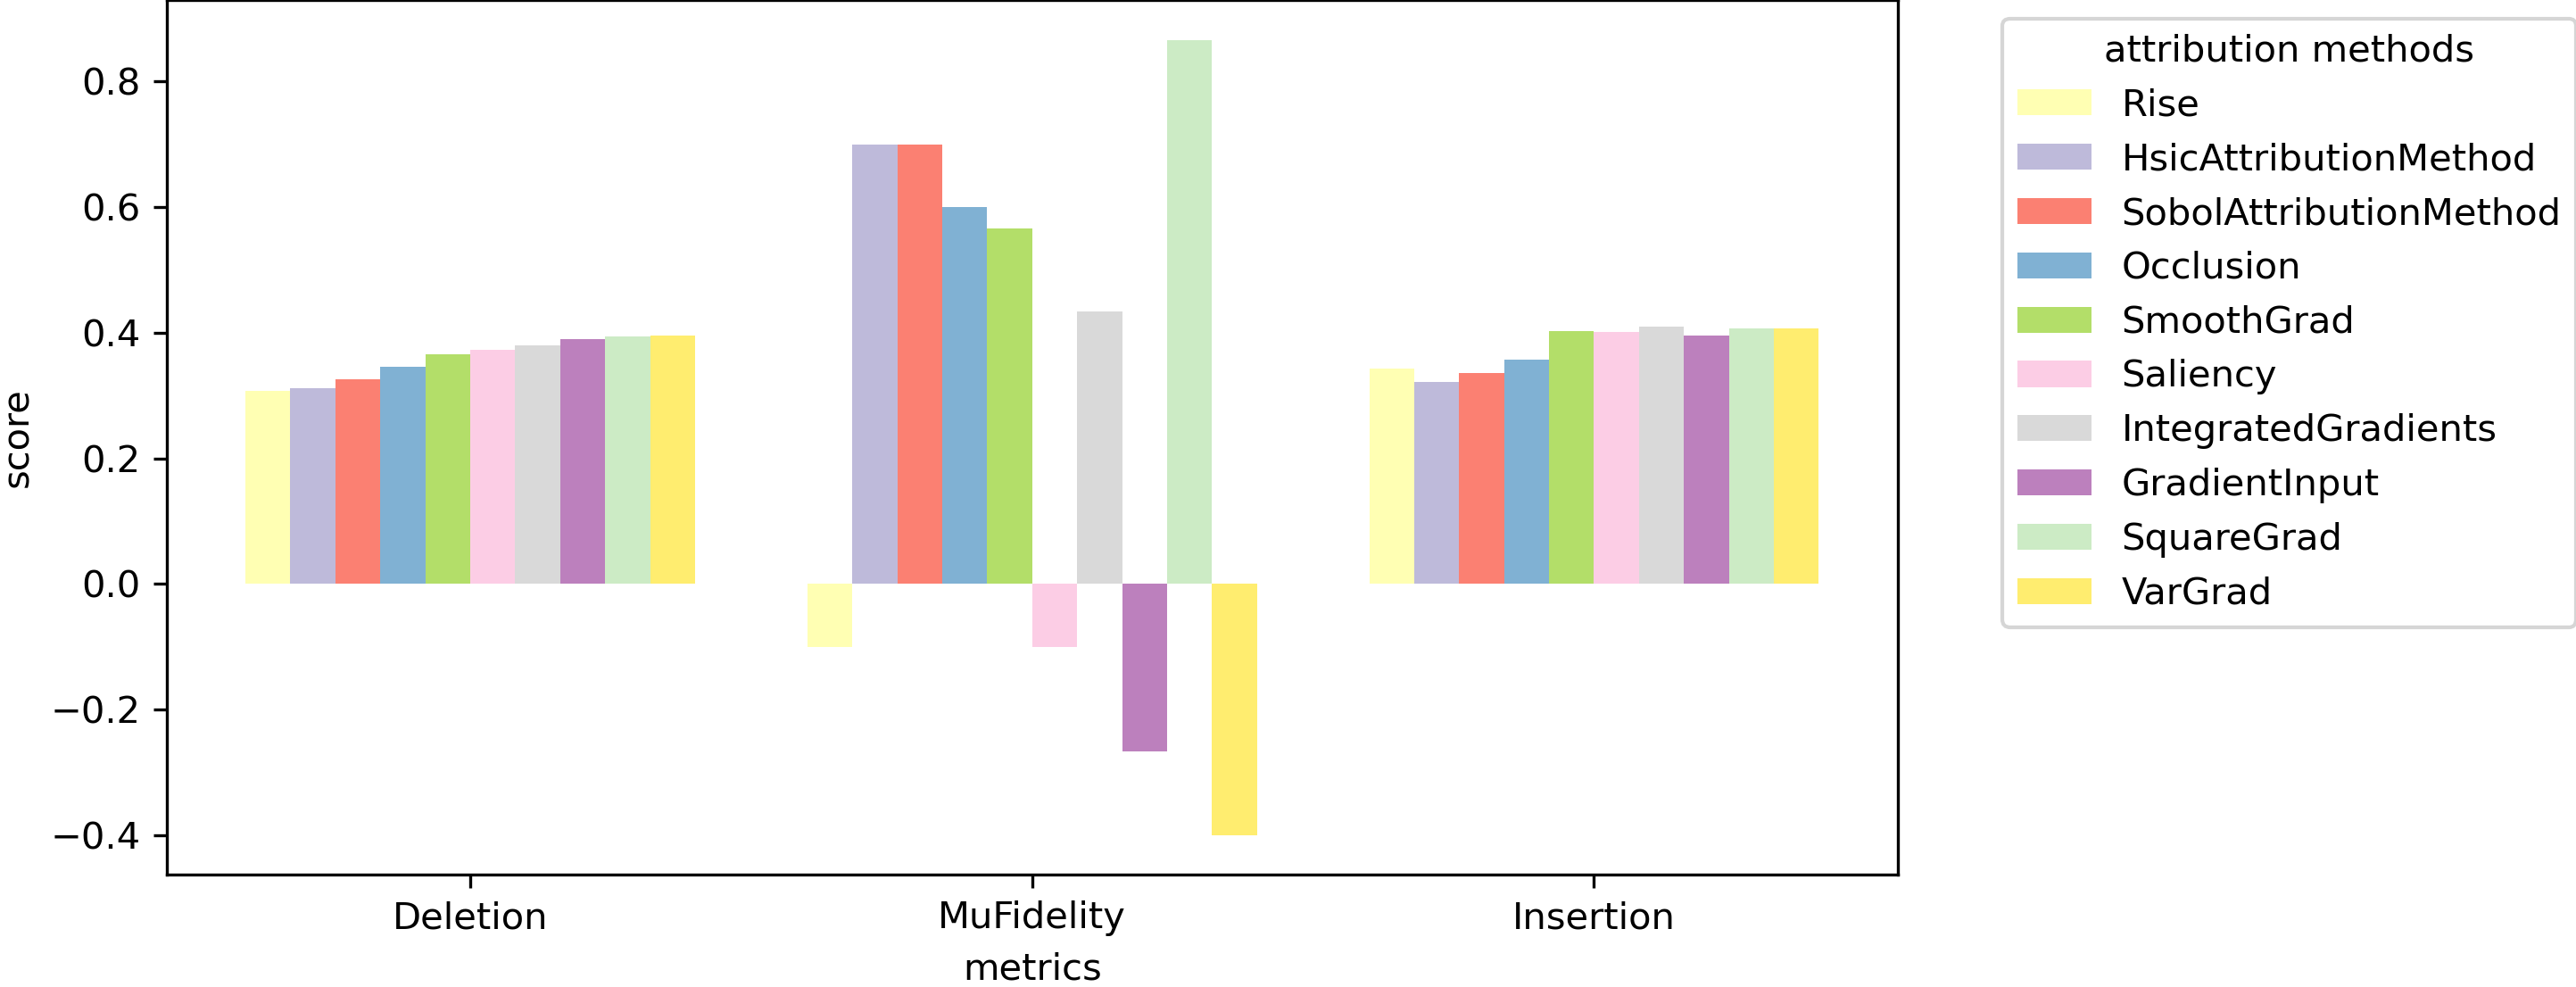 0.8
0.6
0.4
0.2
0.0
−0.2
−0.4
score
Deletion
MuFidelity
Insertion
metrics
attribution methods
Rise
HsicAttributionMethod
SobolAttributionMethod
Occlusion
SmoothGrad
Saliency
IntegratedGradients
GradientInput
SquareGrad
VarGrad